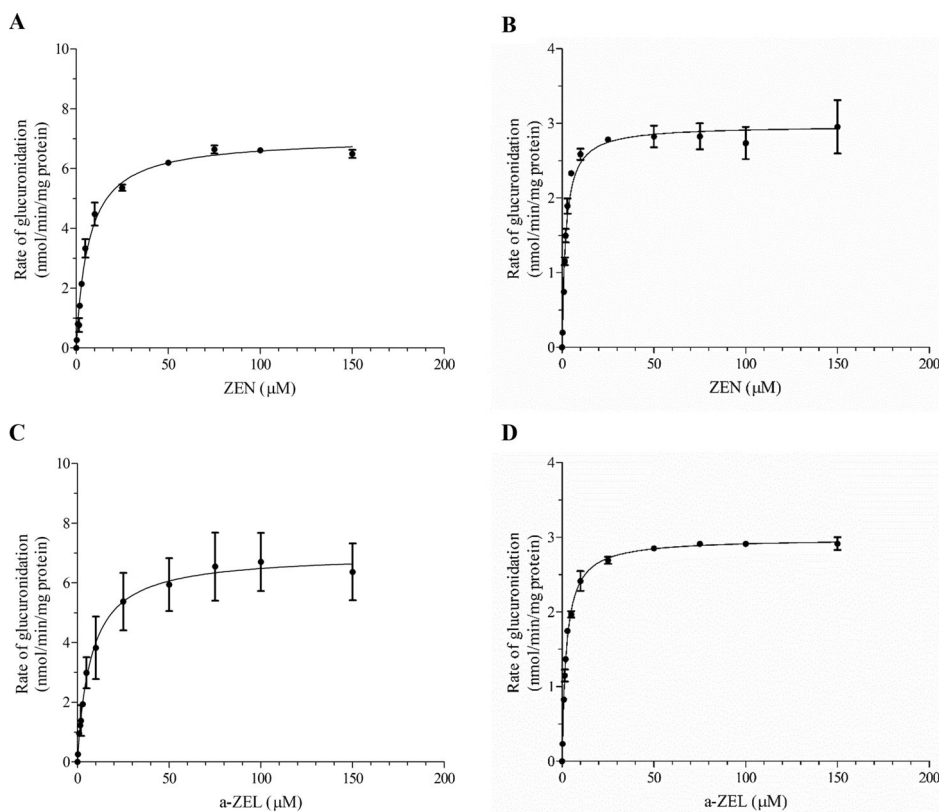 A
Rate of glucuronidation
(nmol/min/mg protein)
10
8
6
4
2
0
0
50
100
150
200
ZEN (μM)
B
Rate of glucuronidation
(nmol/min/mg protein)
4
3
2
1
0
0
50
100
150
200
ZEN (μM)
C
Rate of glucuronidation
(nmol/min/mg protein)
10
8
6
4
2
0
0
50
100
150
200
a-ZEL (μM)
D
Rate of glucuronidation
(nmol/min/mg protein)
4
3
2
1
0
0
50
100
150
200
a-ZEL (μM)